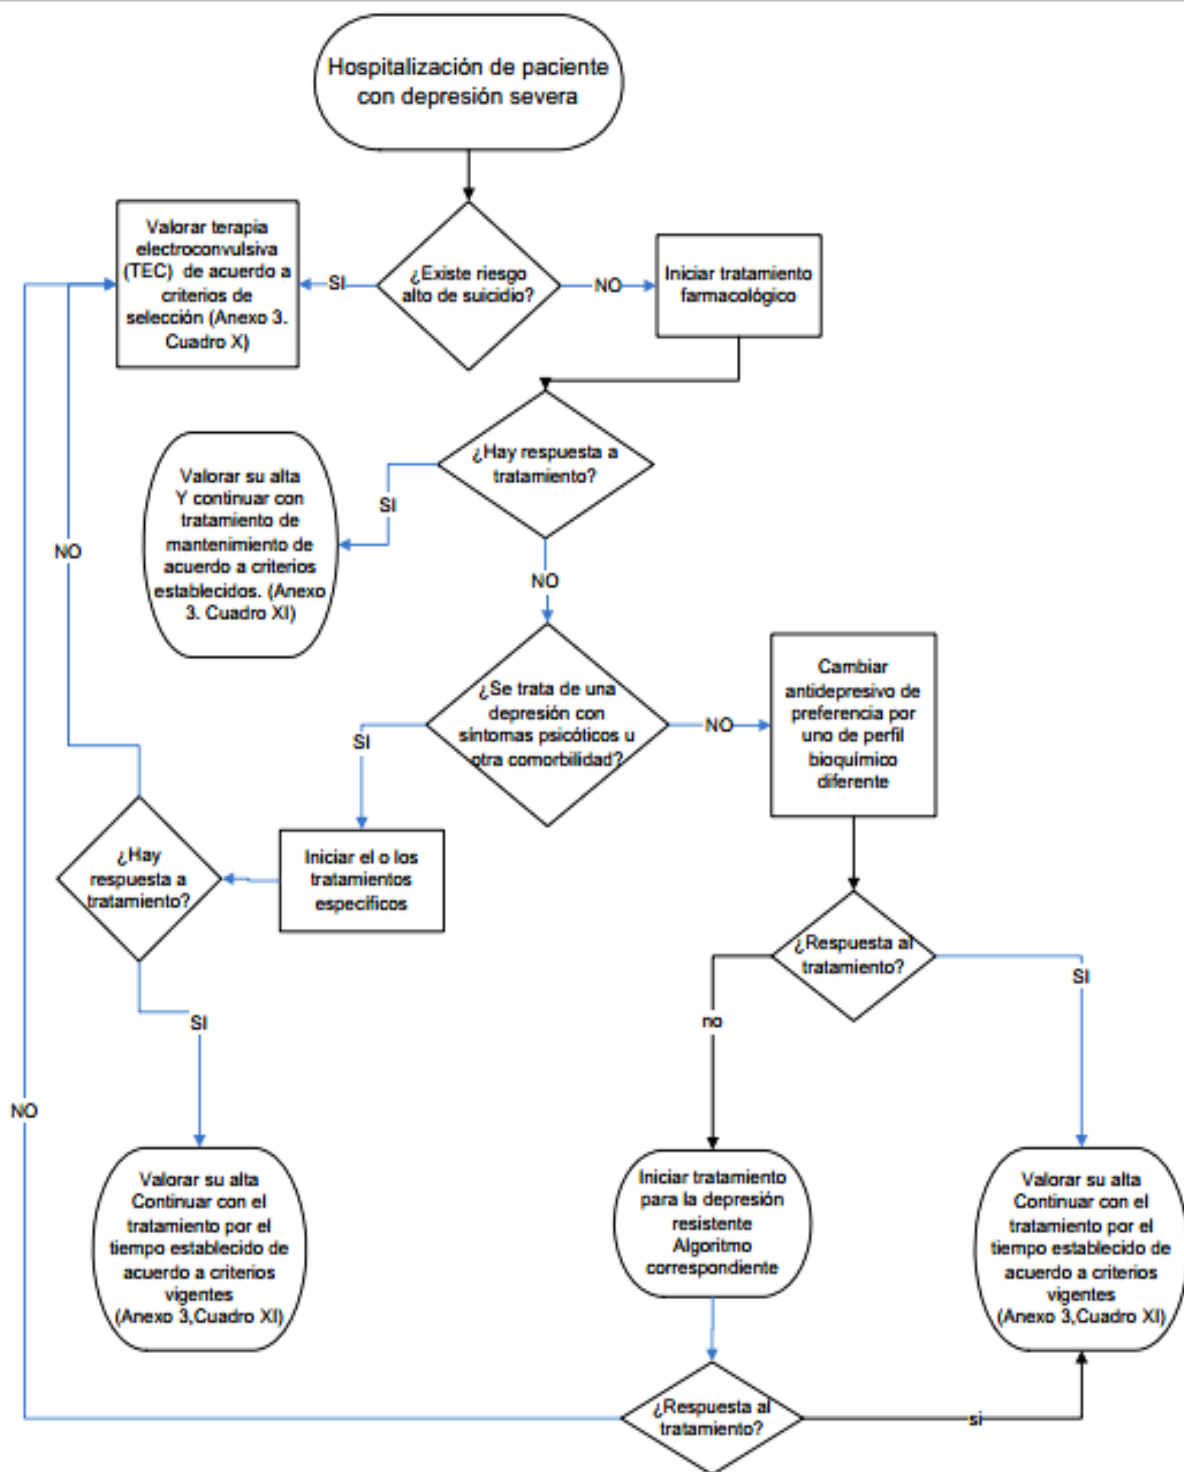 Hospitalización de paciente
con depresión severa
Valorar terapia
electroconvulsiva
(TEC) de acuerdo a
criterios de
selección (Anexo 3.
Cuadro X)
SI
¿Existe riesgo
alto de suicidio?
NO
Iniciar tratamiento
farmacológico
¿Hay respuesta a
tratamiento?
SI
Valorar su alta
Y continuar con
tratamiento de
mantenimiento de
acuerdo a criterios
establecidos. (Anexo
3. Cuadro XI)
NO
NO
¿Se trata de una
depresión con
síntomas psicóticos u
otra comorbilidad?
SI
NO
Cambiar
antidepresivo de
preferencia por
uno de perfil
bioquímico
diferente
¿Hay
respuesta a
tratamiento?
Iniciar el o los
tratamientos
específicos
¿Respuesta al
tratamiento?
SI
no
SI
NO
Valorar su alta
Continuar con el
tratamiento por el
tiempo establecido de
acuerdo a criterios
vigentes
(Anexo 3,Cuadro XI)
Iniciar tratamiento
para la depresión
resistente
Algoritmo
correspondiente
Valorar su alta
Continuar con el
tratamiento por el
tiempo establecido de
acuerdo a criterios
vigentes
(Anexo 3,Cuadro XI)
¿Respuesta al
tratamiento?
si